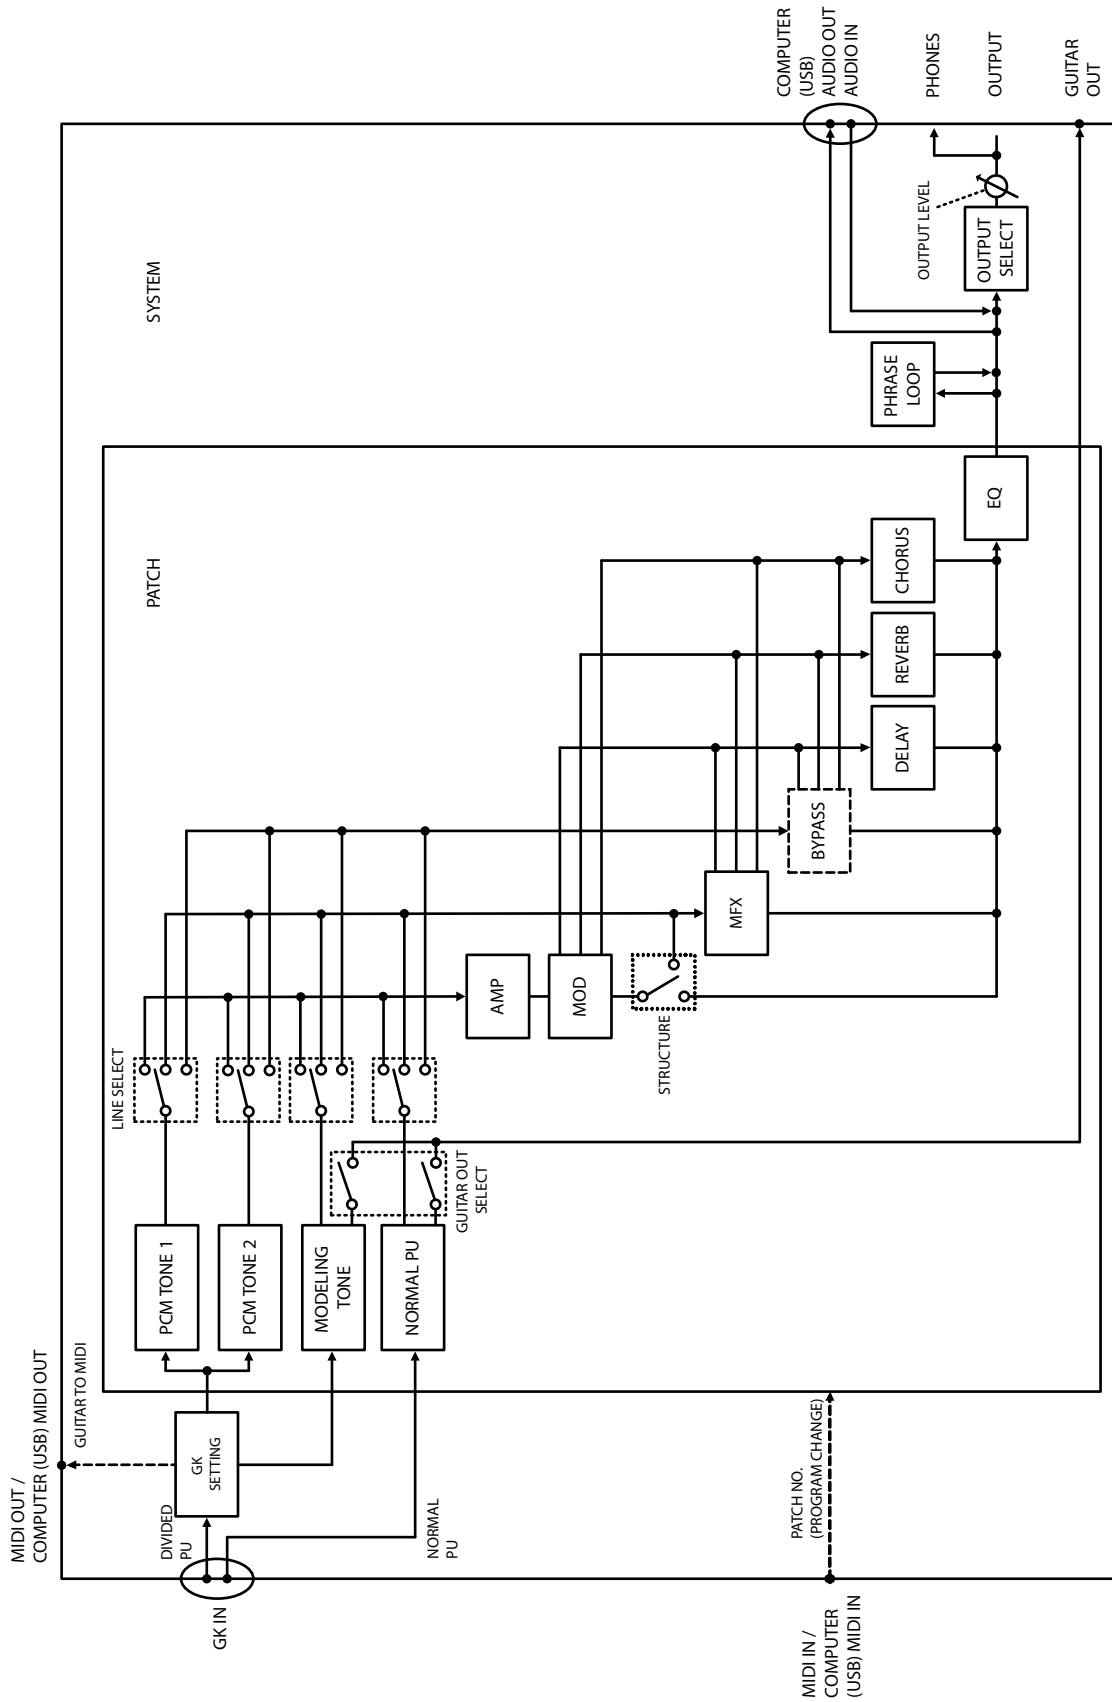 MIDI OUT /
COMPUTER (USB) MIDI OUT
GUITAR TO MIDI
GK IN
DIVIDED
PU
NORMAL
PU
GK
SETTING
MIDI IN /
COMPUTER
(USB) MIDI IN
PATCH NO.
(PROGRAM CHANGE)
PATCH
PCM TONE 1
PCM TONE 2
MODELING
TONE
NORMAL PU
GUITAR OUT
SELECT
LINE SELECT
AMP
MOD
STRUCTURE
MFX
BYPASS
DELAY
REVERB
CHORUS
EQ
SYSTEM
PHRASE
LOOP
OUTPUT
SELECT
OUTPUT LEVEL
COMPUTER
(USB)
AUDIO OUT
AUDIO IN
PHONES
OUTPUT
GUITAR
OUT